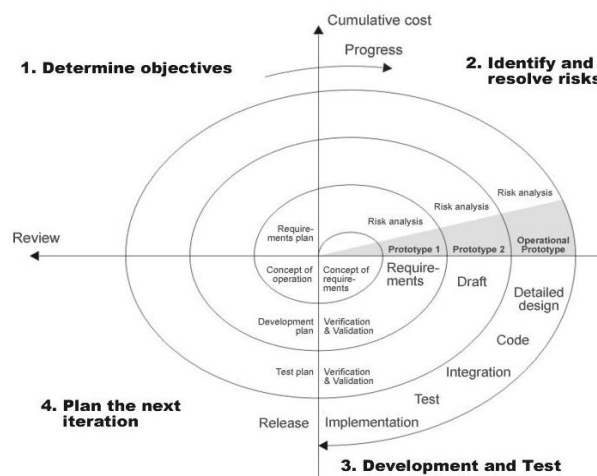 Cumulative cost
Progress
1. Determine objectives
2. Identify and
resolve risks
Risk analysis
Risk analysis
Risk analysis
Require-
ments plan
Prototype 1
Prototype 2
Operational
Prototype
Review
Concept of
operation
Concept of
require-
ments
Require-
ments
Draft
Detailed
design
Development
plan
Verification
& Validation
Code
Test plan
Verification
& Validation
Integration
Test
4. Plan the next
iteration
Release
Implementation
3. Development and Test